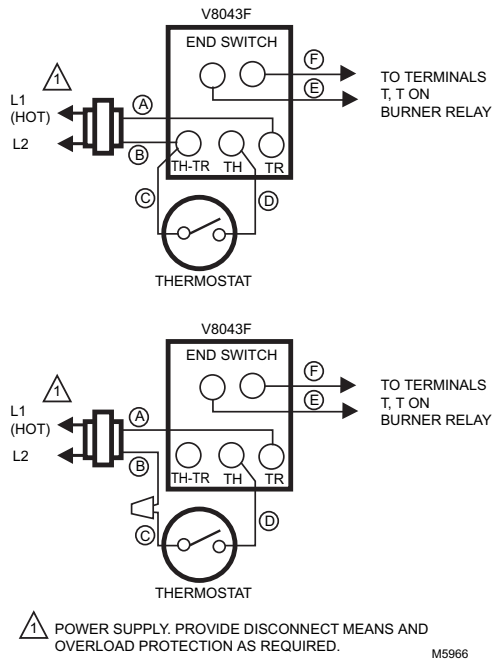 V8043F
END SWITCH
F
E
TO TERMINALS
T, T ON
BURNER RELAY
1
L1
(HOT)
L2
A
B
TH-TR
TH
TR
C
D
THERMOSTAT
V8043F
END SWITCH
F
E
TO TERMINALS
T, T ON
BURNER RELAY
1
L1
(HOT)
L2
A
B
TH-TR
TH
TR
C
D
THERMOSTAT
1 POWER SUPPLY. PROVIDE DISCONNECT MEANS AND
OVERLOAD PROTECTION AS REQUIRED.
M5966